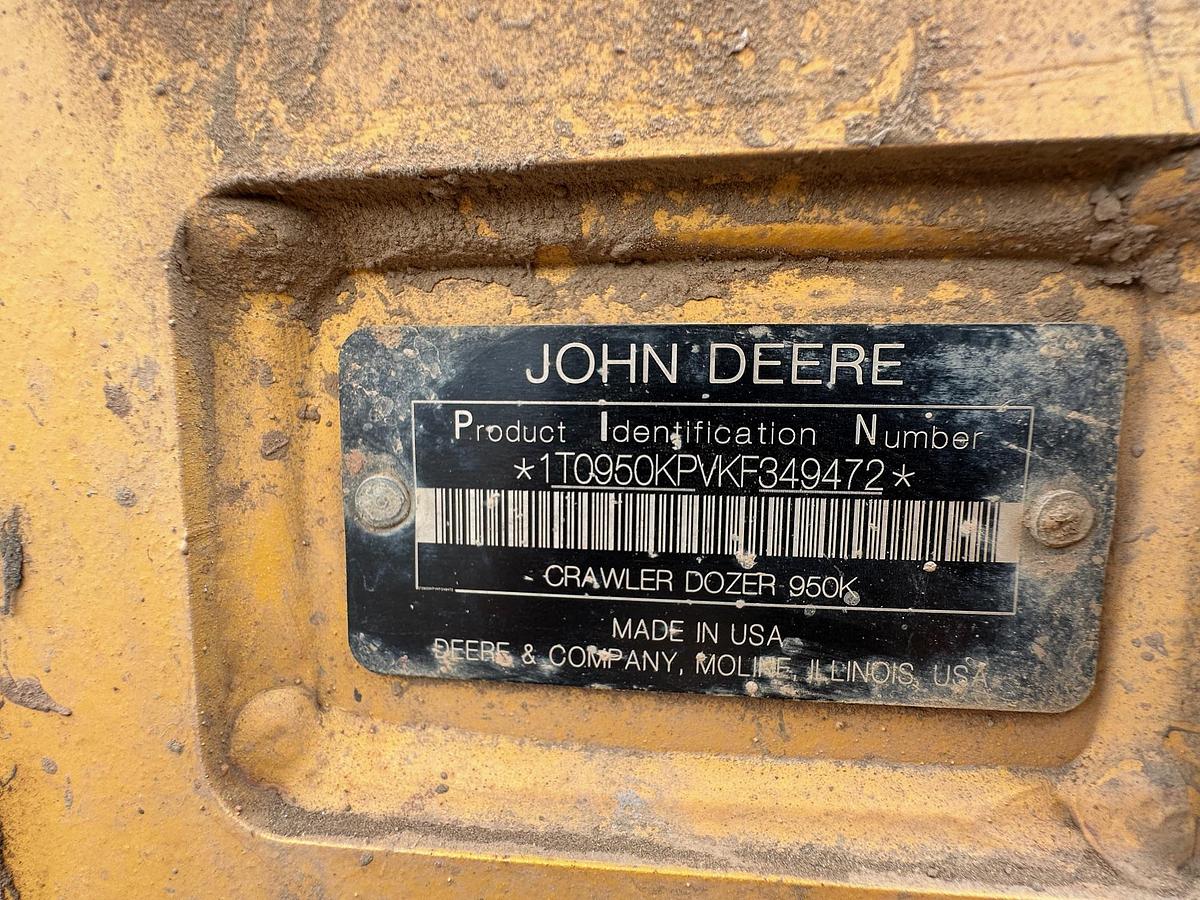 JOHN DEERE
Product Identification Number
*1T0950KPVKF349472*
CRAWLER DOZER 950K
MADE IN USA
DEERE & COMPANY, MOLINE, ILLINOIS, USA